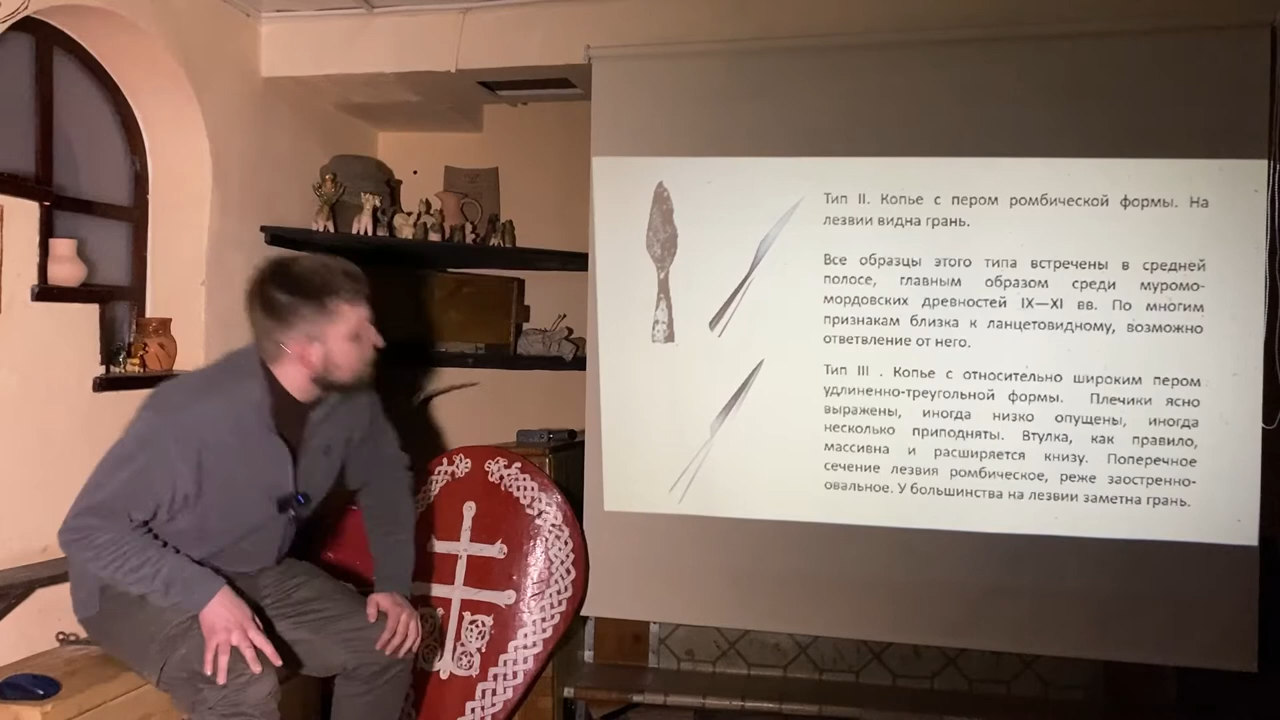 Тип II. Копье с пером ромбической формы. На
лезвии видна грань.
Все образцы этого типа встречены в средней
полосе, главным образом среди муромо-
мордовских древностей IX—XI вв. По многим
признакам близка к ланцетовидному, возможно
ответвление от него.
Тип III . Копье с относительно широким пером
удлиненно-треугольной формы. Плечики ясно
выражены, иногда низко опущены, иногда
несколько приподняты. Втулка, как правило,
массивна и расширяется книзу. Поперечное
сечение лезвия ромбическое, реже заостренно-
овальное. У большинства на лезвии заметна грань.